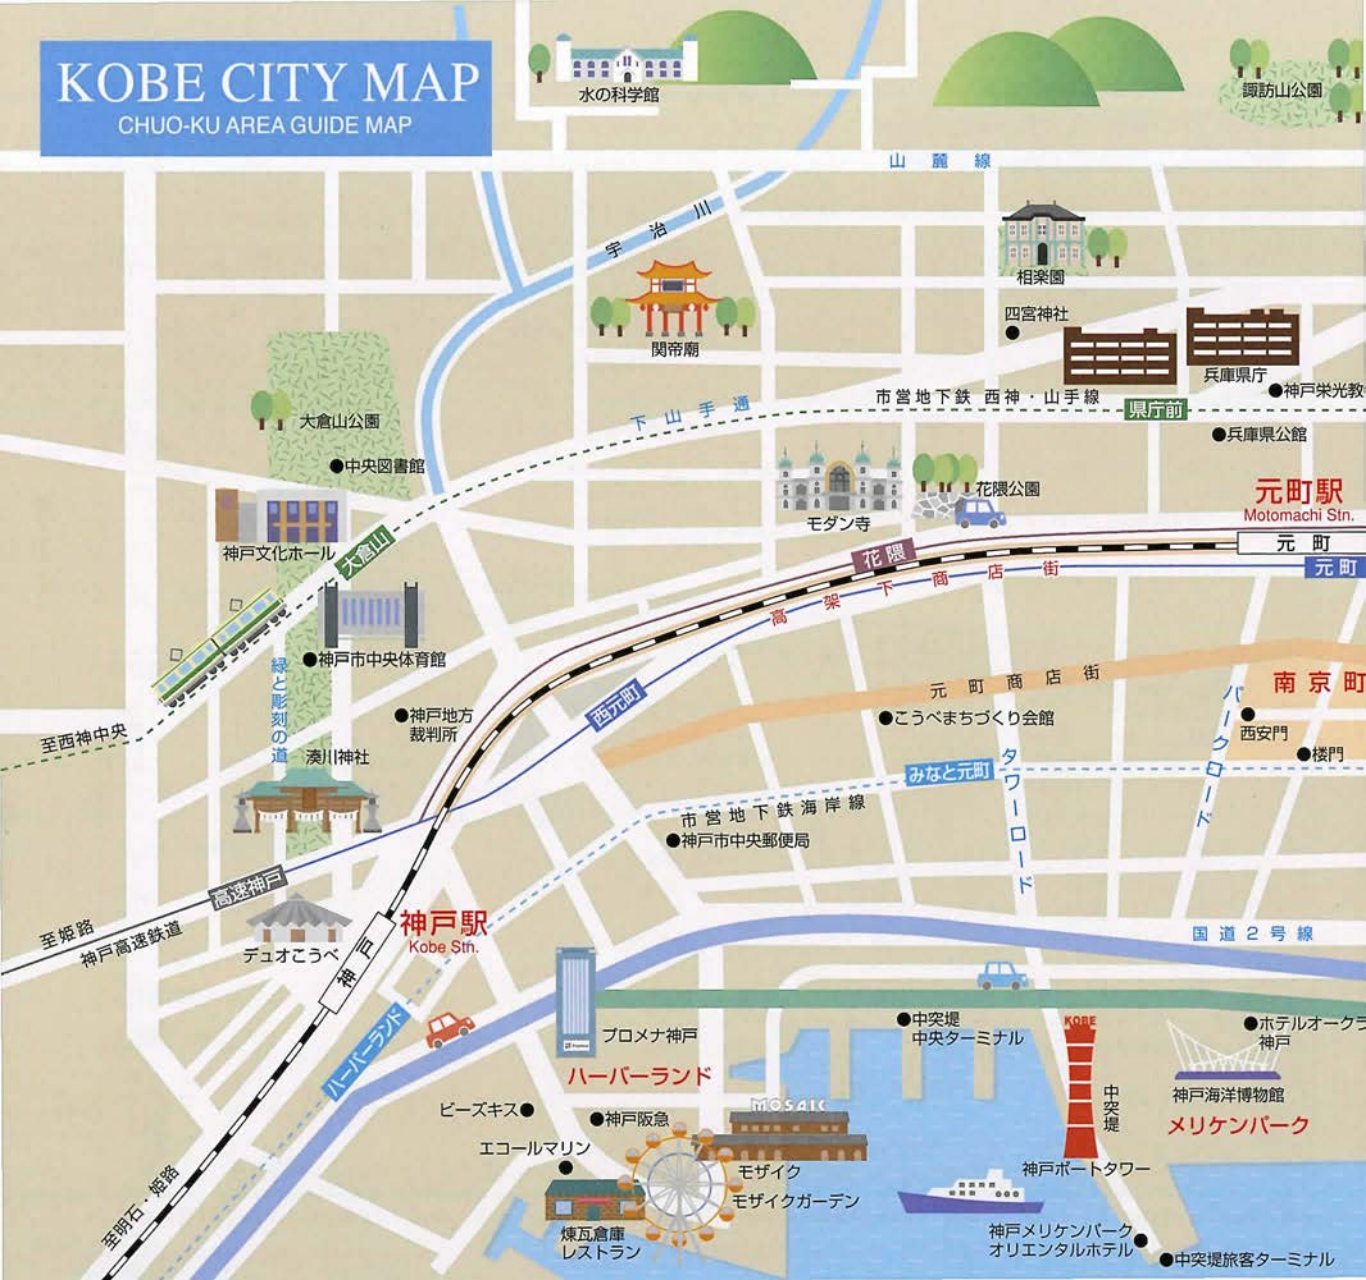 KOBE CITY MAP
CHUO-KU AREA GUIDE MAP
水の科学館
諏訪山公園
山麓線
宇治川
相楽園
関帝廟
四宮神社
兵庫県庁
神戸栄光教
市営地下鉄 西神・山手線
県庁前
下山手通
兵庫県公館
大倉山公園
中央図書館
花隈公園
モダン寺
元町駅
Motomachi Stn.
元町
元町
花隈
高架下商店街
神戸文化ホール
大倉山
神戸市中央体育館
緑と彫刻の道
神戸地方
裁判所
西元町
元町商店街
こうべまちづくり会館
南京町
パークロード
西安門
楼門
至西神中央
湊川神社
みなと元町
タワーロード
市営地下鉄海岸線
神戸市中央郵便局
高速神戸
至姫路
神戸高速鉄道
デュオこうべ
神戸駅
Kobe Stn.
神戸
国道2号線
ハーバーランド
プロメナ神戸
中突堤
中央ターミナル
KOBE
ホテルオークラ
神戸
ハーバーランド
神戸海洋博物館
メリケンパーク
中突堤
ビーズキス
神戸阪急
MOSAIC
エコールマリン
モザイク
モザイクガーデン
神戸ポートタワー
煉瓦倉庫
レストラン
至明石・姫路
神戸メリケンパーク
オリエンタルホテル
中突堤旅客ターミナル